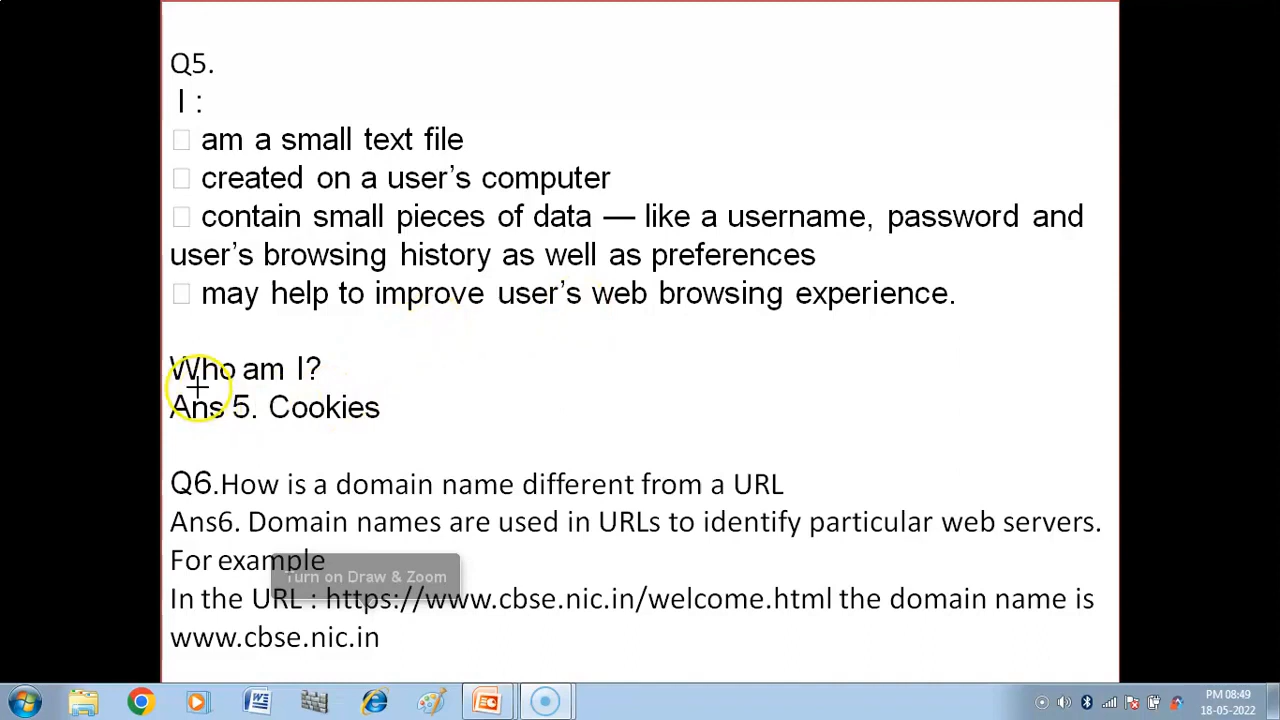 Q5.
I :
am a small text file
created on a user’s computer
contain small pieces of data — like a username, password and
user’s browsing history as well as preferences
may help to improve user’s web browsing experience.
Who am I?
Ans 5. Cookies
Q6.How is a domain name different from a URL
Ans6. Domain names are used in URLs to identify particular web servers.
For example
Turn on Draw & Zoom
In the URL : https://www.cbse.nic.in/welcome.html the domain name is
www.cbse.nic.in
PM 08:49
18-05-2022